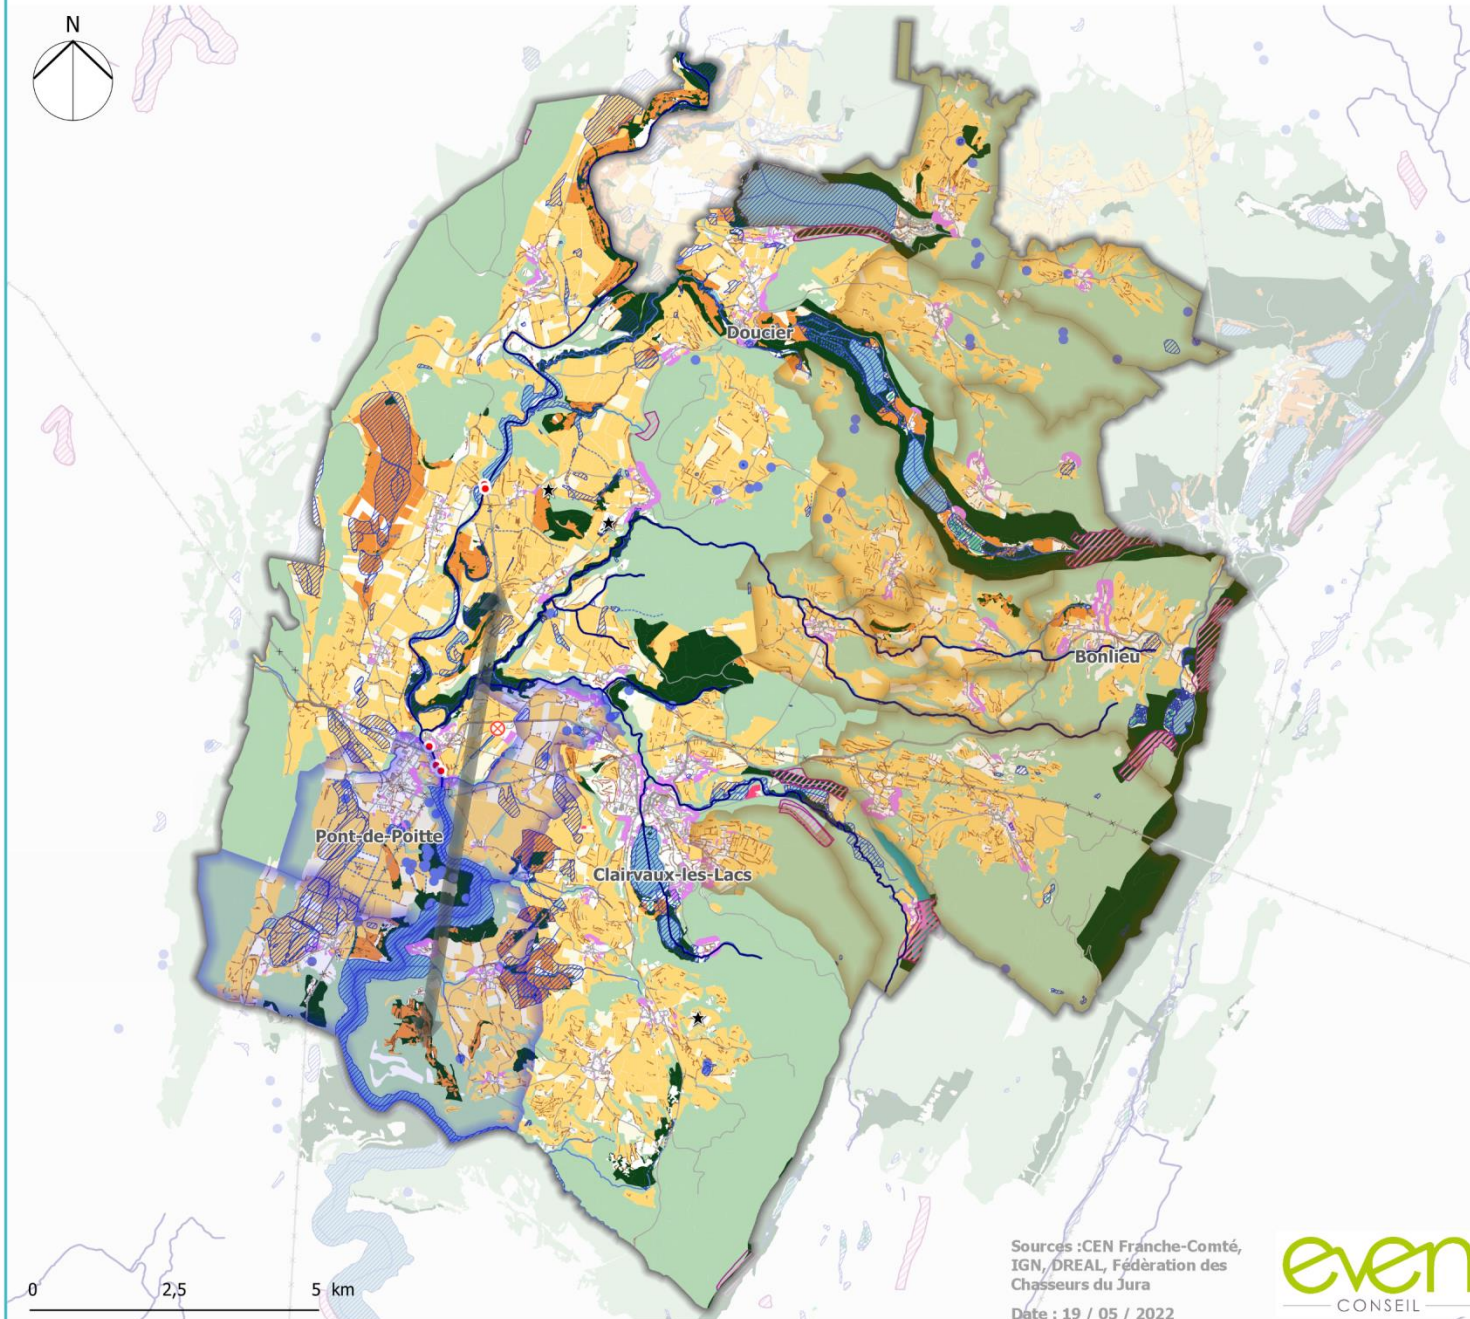 N
Doucier
Bonlieu
Pont-de-Poitte
Clairvaux-les-Lacs
0 2,5 5 km
Sources :CEN Franche-Comté,
IGN, DREAL, Fédèration des
Chasseurs du Jura
Date : 19 / 05 / 2022
even
CONSEIL